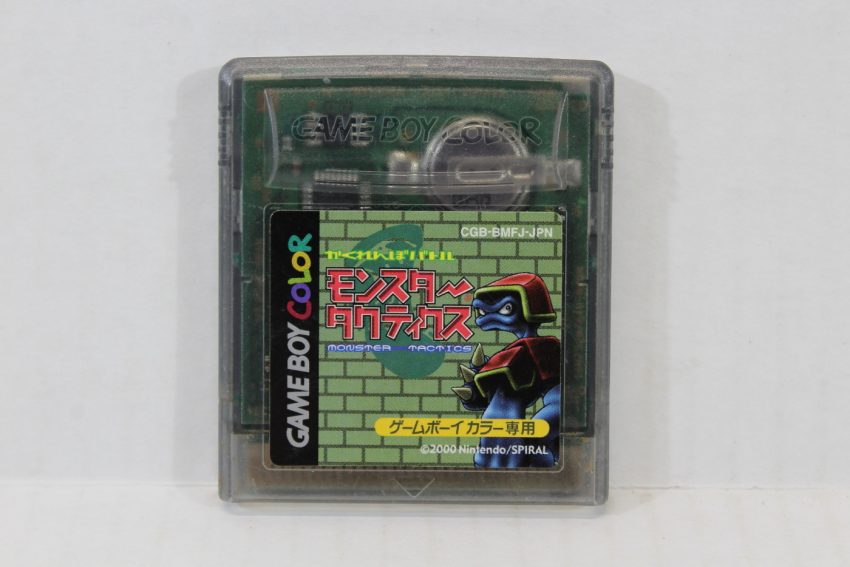 GAME BOY COLOR
GAME BOY COLOR
CGB-BMFJ-JPN
かくれんぼバトル
モンスター
タクティクス
MONSTER TACTICS
ゲームボーイカラー専用
©2000 Nintendo/SPIRAL